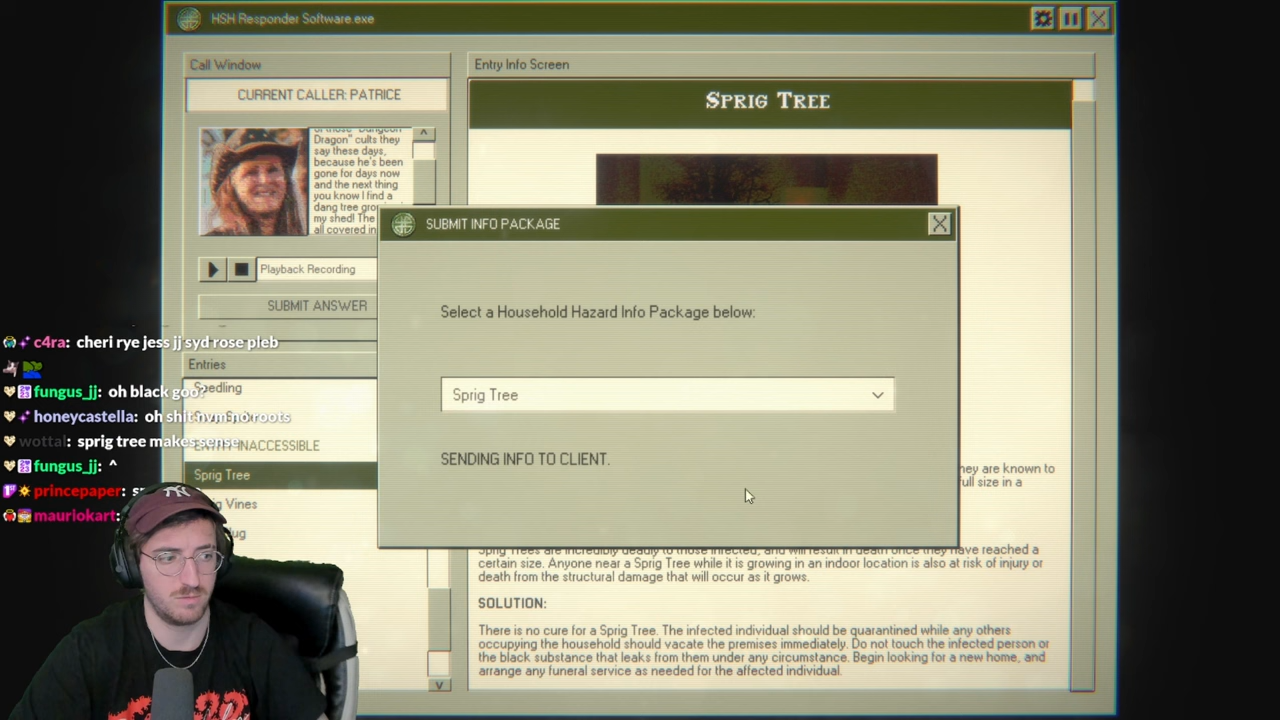 HSH Responder Software.exe
Call Window
CURRENT CALLER: PATRICE
of those "Dungeon
Dragon" cults they
say these days,
because he's been
gone for days now
and the next thing
you know I find a
dang tree
my shed! The
all covered in
Playback Recording
SUBMIT ANSWER
Entries
Seedling
ENTRY INACCESSIBLE
Sprig Tree
Sprig Vines
Entry Info Screen
SPRIG TREE
hey are known to
full size in a
Sprig Trees are incredibly deadly to those infected, and will result in death once they have reached a
certain size. Anyone near a Sprig Tree while it is growing in an indoor location is also at risk of injury or
death from the structural damage that will occur as it grows.
SOLUTION:
There is no cure for a Sprig Tree. The infected individual should be quarantined while any others
occupying the household should vacate the premises immediately. Do not touch the infected person or
the black substance that leaks from them under any circumstance. Begin looking for a new home, and
arrange any funeral service as needed for the affected individual.
SUBMIT INFO PACKAGE
Select a Household Hazard Info Package below:
Sprig Tree
SENDING INFO TO CLIENT.
c4ra: cheri rye jess jj syd rose pleb
fungus_jj: oh black goo?
honeycastella: oh shit nvm no roots
wottal: sprig tree makes sense
fungus_jj: ^
princepaper:
mauriokart: